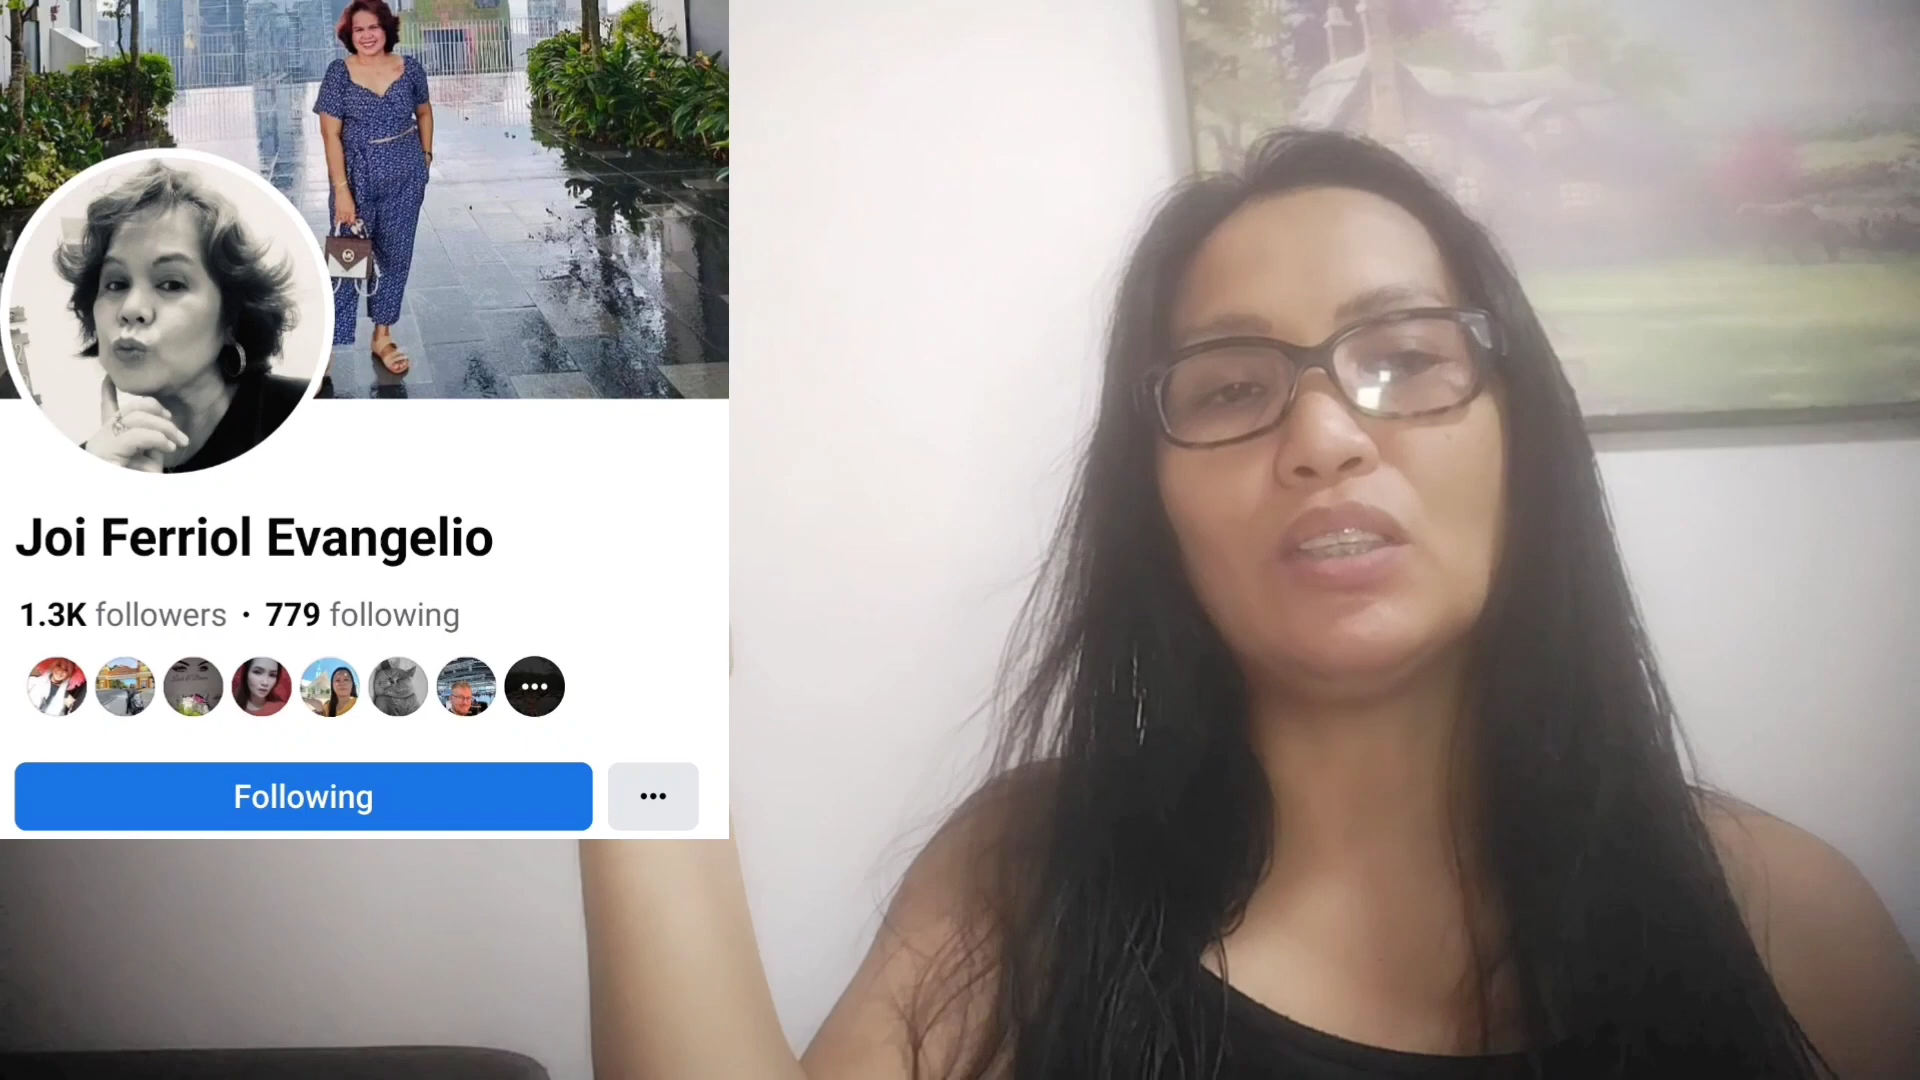 Joi Ferriol Evangelio
1.3K followers • 779 following
Following